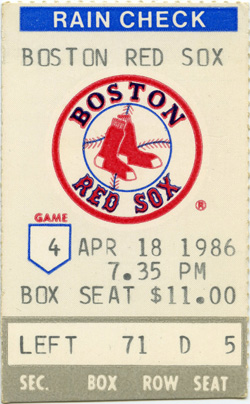 RAIN CHECK
BOSTON RED SOX
BOSTON
RED SOX
®
GAME
4 APR 18 1986
7.35 PM
BOX SEAT $11.00
LEFT 71 D 5
SEC. BOX ROW SEAT